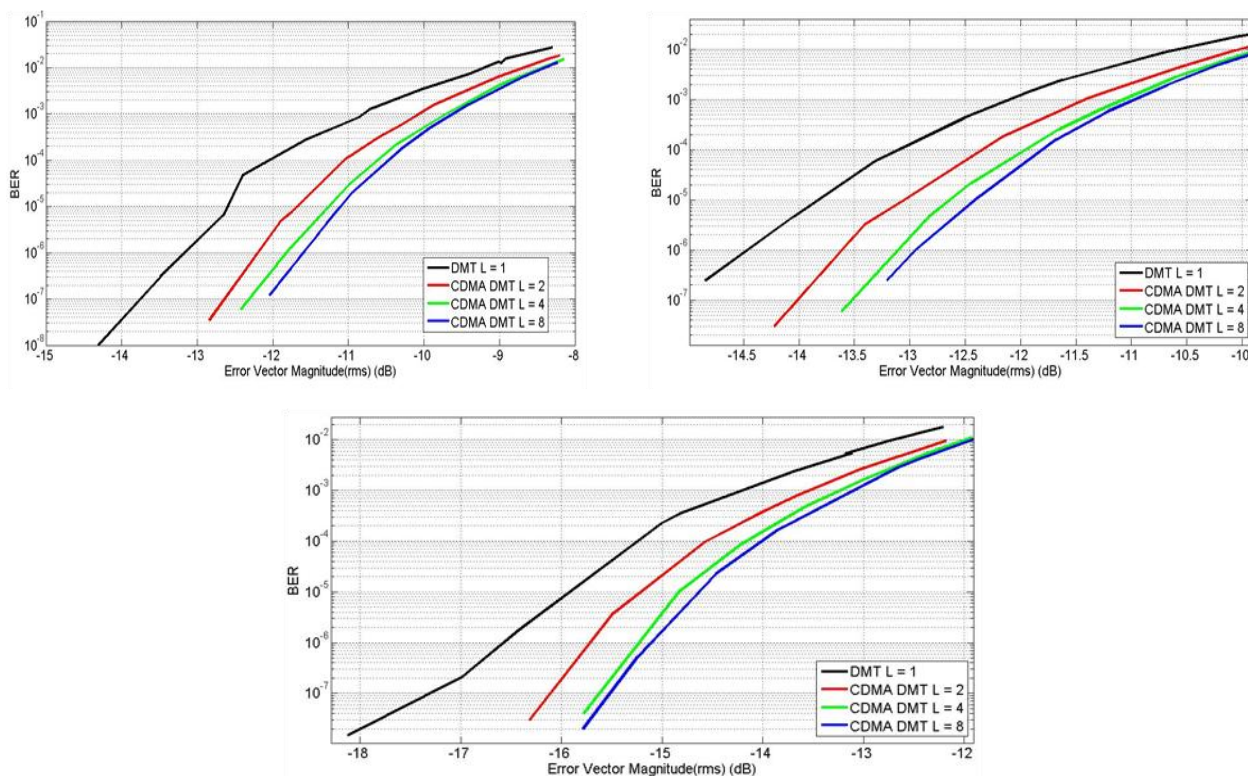 10^-1
10^-2
10^-3
10^-4
10^-5
10^-6
10^-7
10^-8
BER
-15 -14 -13 -12 -11 -10 -9 -8
Error Vector Magnitude(rms) (dB)
DMT L = 1
CDMA DMT L = 2
CDMA DMT L = 4
CDMA DMT L = 8
10^-2
10^-3
10^-4
10^-5
10^-6
10^-7
BER
-14.5 -14 -13.5 -13 -12.5 -12 -11.5 -11 -10.5 -10
Error Vector Magnitude(rms) (dB)
DMT L = 1
CDMA DMT L = 2
CDMA DMT L = 4
CDMA DMT L = 8
10^-2
10^-3
10^-4
10^-5
10^-6
10^-7
BER
-18 -17 -16 -15 -14 -13 -12
Error Vector Magnitude(rms) (dB)
DMT L = 1
CDMA DMT L = 2
CDMA DMT L = 4
CDMA DMT L = 8